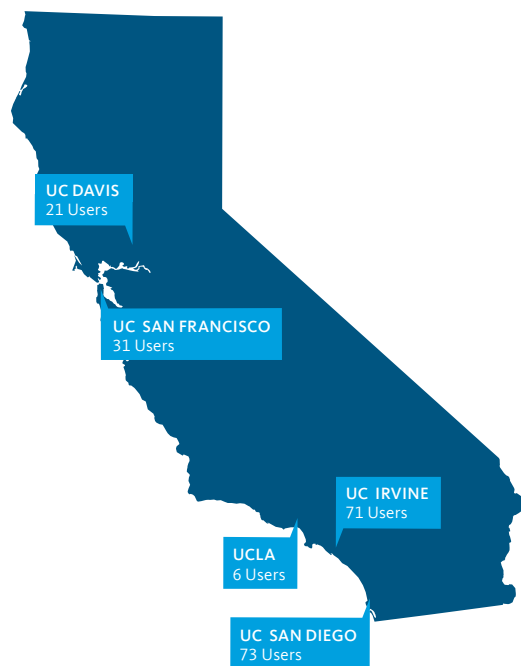 UC DAVIS
21 Users
UC SAN FRANCISCO
31 Users
UC IRVINE
71 Users
UCLA
6 Users
UC SAN DIEGO
73 Users